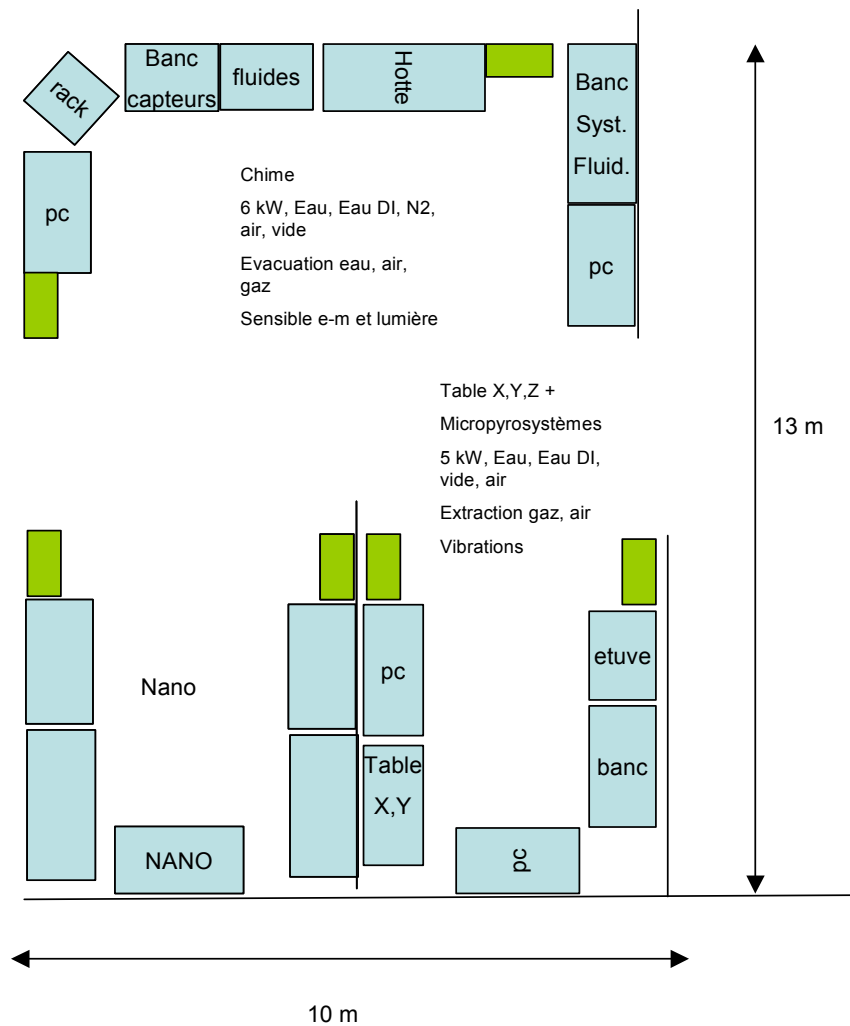 rack
Banc
capteurs
fluides
Hotte
Banc
Syst.
Fluid.
pc
pc
Chime
6 kW, Eau, Eau DI, N2,
air, vide
Evacuation eau, air,
gaz
Sensible e-m et lumière
Table X,Y,Z +
Micropyrosystèmes
5 kW, Eau, Eau DI,
vide, air
Extraction gaz, air
Vibrations
13 m
Nano
pc
etuve
Table
X,Y
banc
NANO
pc
10 m